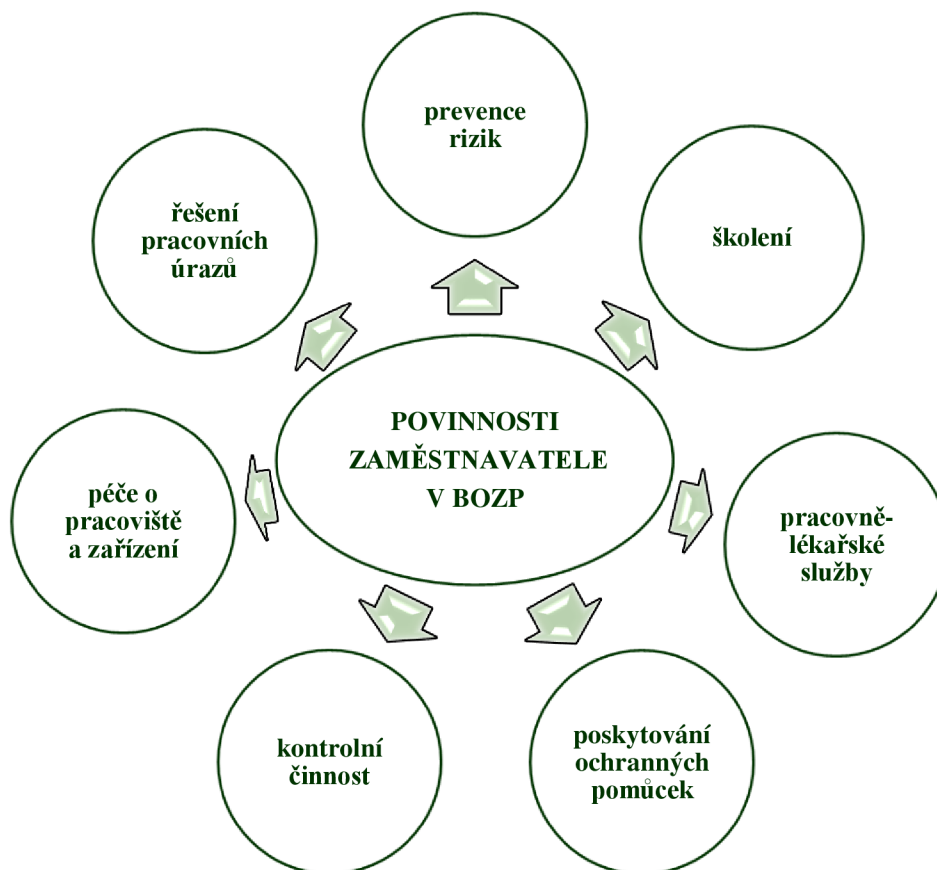 prevence
rizik
školení
pracovně-
lékařské
služby
poskytování
ochranných
pomůcek
kontrolní
činnost
péče o
pracoviště
a zařízení
řešení
pracovních
úrazů
POVINNOSTI
ZAMĚSTNAVATELE
V BOZP